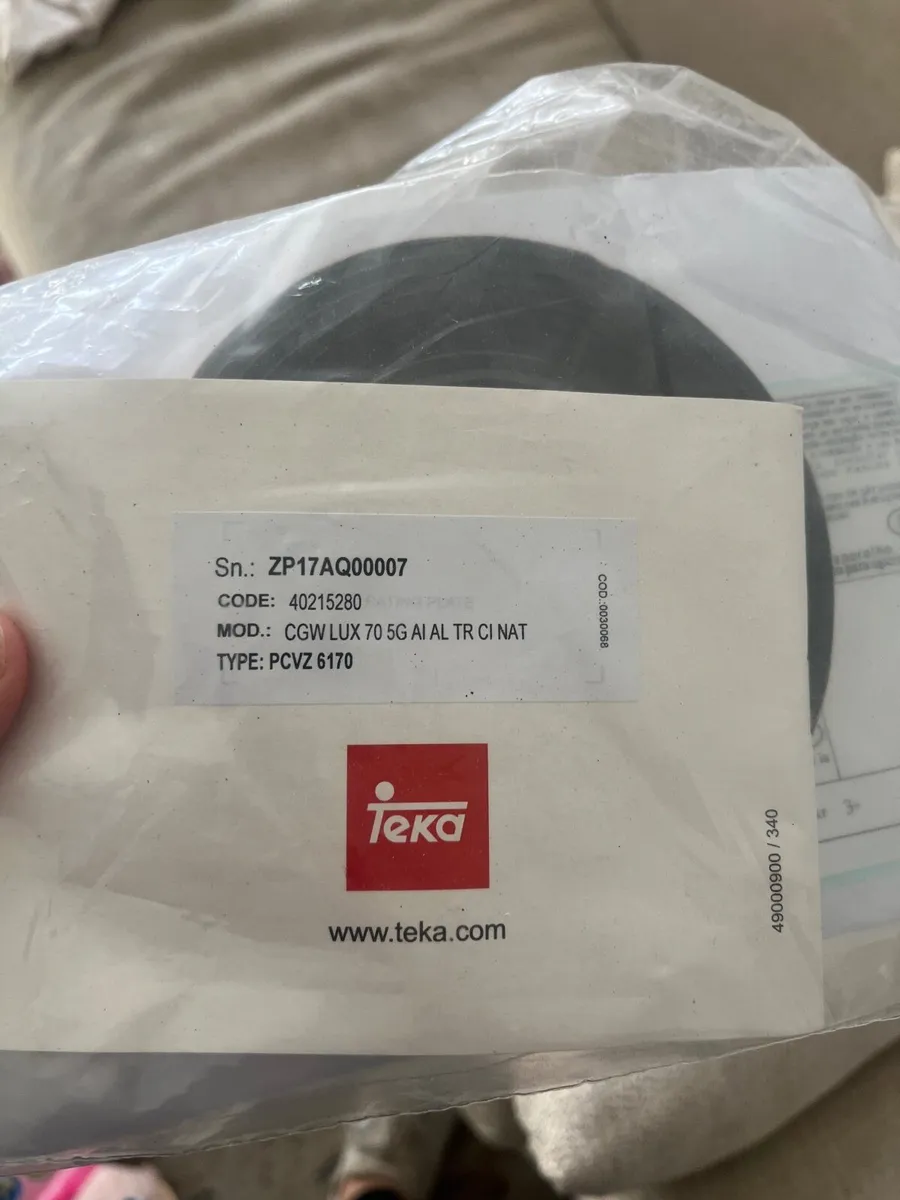 Sn.: ZP17AQ00007
CODE: 40215280
MOD.: CGW LUX 70 5G AI AL TR CI NAT
TYPE: PCVZ 6170
COD.:0039068
Teka
www.teka.com
49000900 / 340